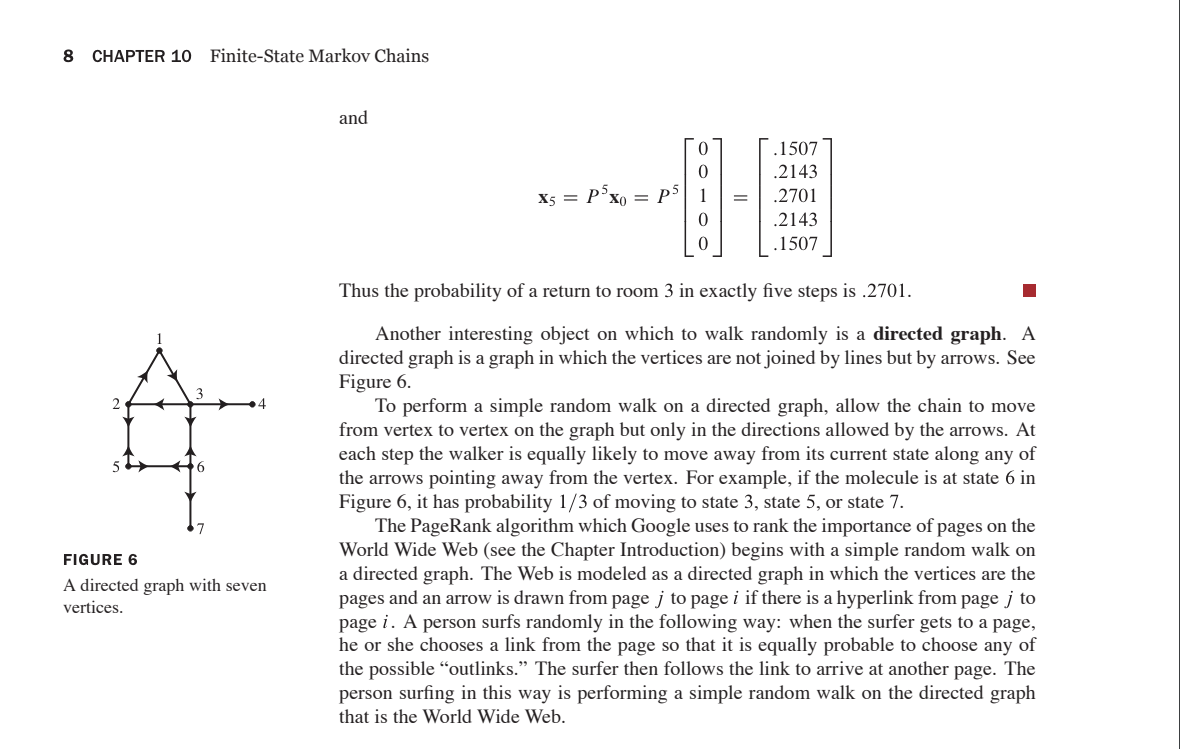 8 CHAPTER 10 Finite-State Markov Chains
and
x₅ = P⁵x₀ = P⁵ [0 0 1 0 0] = [.1507 .2143 .2701 .2143 .1507]
Thus the probability of a return to room 3 in exactly five steps is .2701.
Another interesting object on which to walk randomly is a directed graph. A
directed graph is a graph in which the vertices are not joined by lines but by arrows. See
Figure 6.
To perform a simple random walk on a directed graph, allow the chain to move
from vertex to vertex on the graph but only in the directions allowed by the arrows. At
each step the walker is equally likely to move away from its current state along any of
the arrows pointing away from the vertex. For example, if the molecule is at state 6 in
Figure 6, it has probability 1/3 of moving to state 3, state 5, or state 7.
The PageRank algorithm which Google uses to rank the importance of pages on the
World Wide Web (see the Chapter Introduction) begins with a simple random walk on
a directed graph. The Web is modeled as a directed graph in which the vertices are the
pages and an arrow is drawn from page j to page i if there is a hyperlink from page j to
page i. A person surfs randomly in the following way: when the surfer gets to a page,
he or she chooses a link from the page so that it is equally probable to choose any of
the possible “outlinks.” The surfer then follows the link to arrive at another page. The
person surfing in this way is performing a simple random walk on the directed graph
that is the World Wide Web.
1
2
3
4
5
6
7
FIGURE 6
A directed graph with seven
vertices.